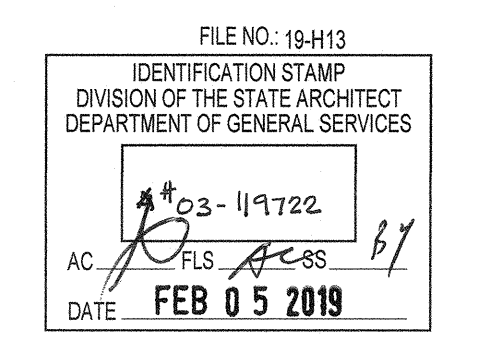 FILE NO.: 19-H13
IDENTIFICATION STAMP
DIVISION OF THE STATE ARCHITECT
DEPARTMENT OF GENERAL SERVICES
# 03-119722
AC FLS SS
DATE FEB 05 2019